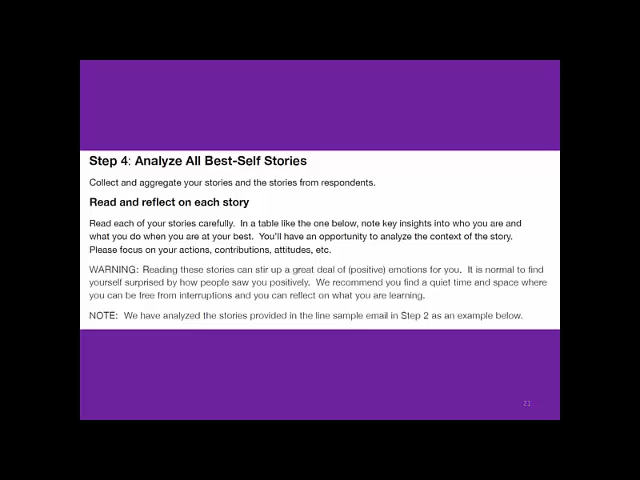 Step 4: Analyze All Best-Self Stories
Collect and aggregate your stories and the stories from respondents.
Read and reflect on each story
Read each of your stories carefully.  In a table like the one below, note key insights into who you are and
what you do when you are at your best.  You'll have an opportunity to analyze the context of the story.
Please focus on your actions, contributions, attitudes, etc.
WARNING:  Reading these stories can stir up a great deal of (positive) emotions for you.  It is normal to find
yourself surprised by how people saw you positively.  We recommend you find a quiet time and space where
you can be free from interruptions and you can reflect on what you are learning.
NOTE:  We have analyzed the stories provided in the line sample email in Step 2 as an example below.
21